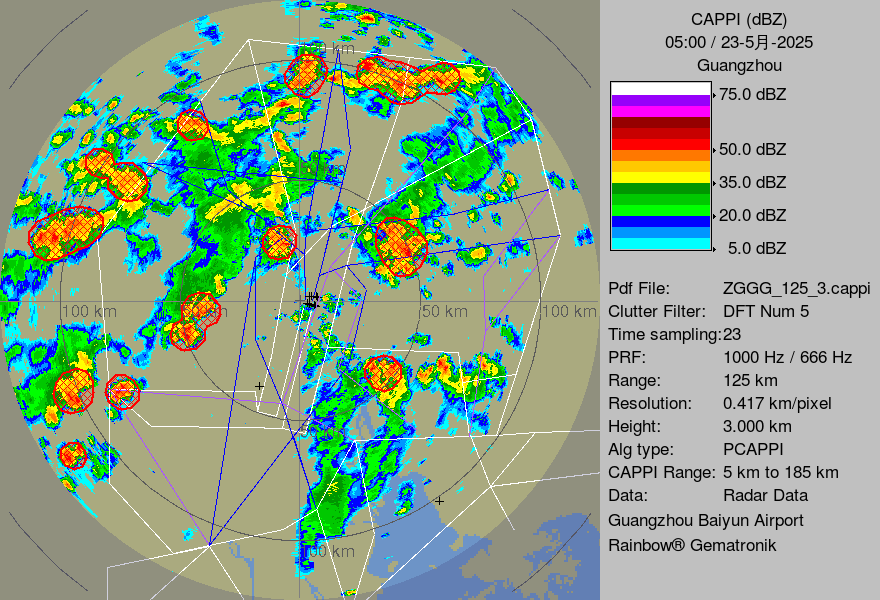 CAPPI (dBZ)
05:00 / 23-5月-2025
Guangzhou
75.0 dBZ
50.0 dBZ
35.0 dBZ
20.0 dBZ
5.0 dBZ
Pdf File: ZGGG_125_3.cappi
Clutter Filter: DFT Num 5
Time sampling:23
PRF: 1000 Hz / 666 Hz
Range: 125 km
Resolution: 0.417 km/pixel
Height: 3.000 km
Alg type: PCAPPI
CAPPI Range: 5 km to 185 km
Data: Radar Data
Guangzhou Baiyun Airport
Rainbow® Gematronik
km
100 km
km
50 km
100 km
00 km